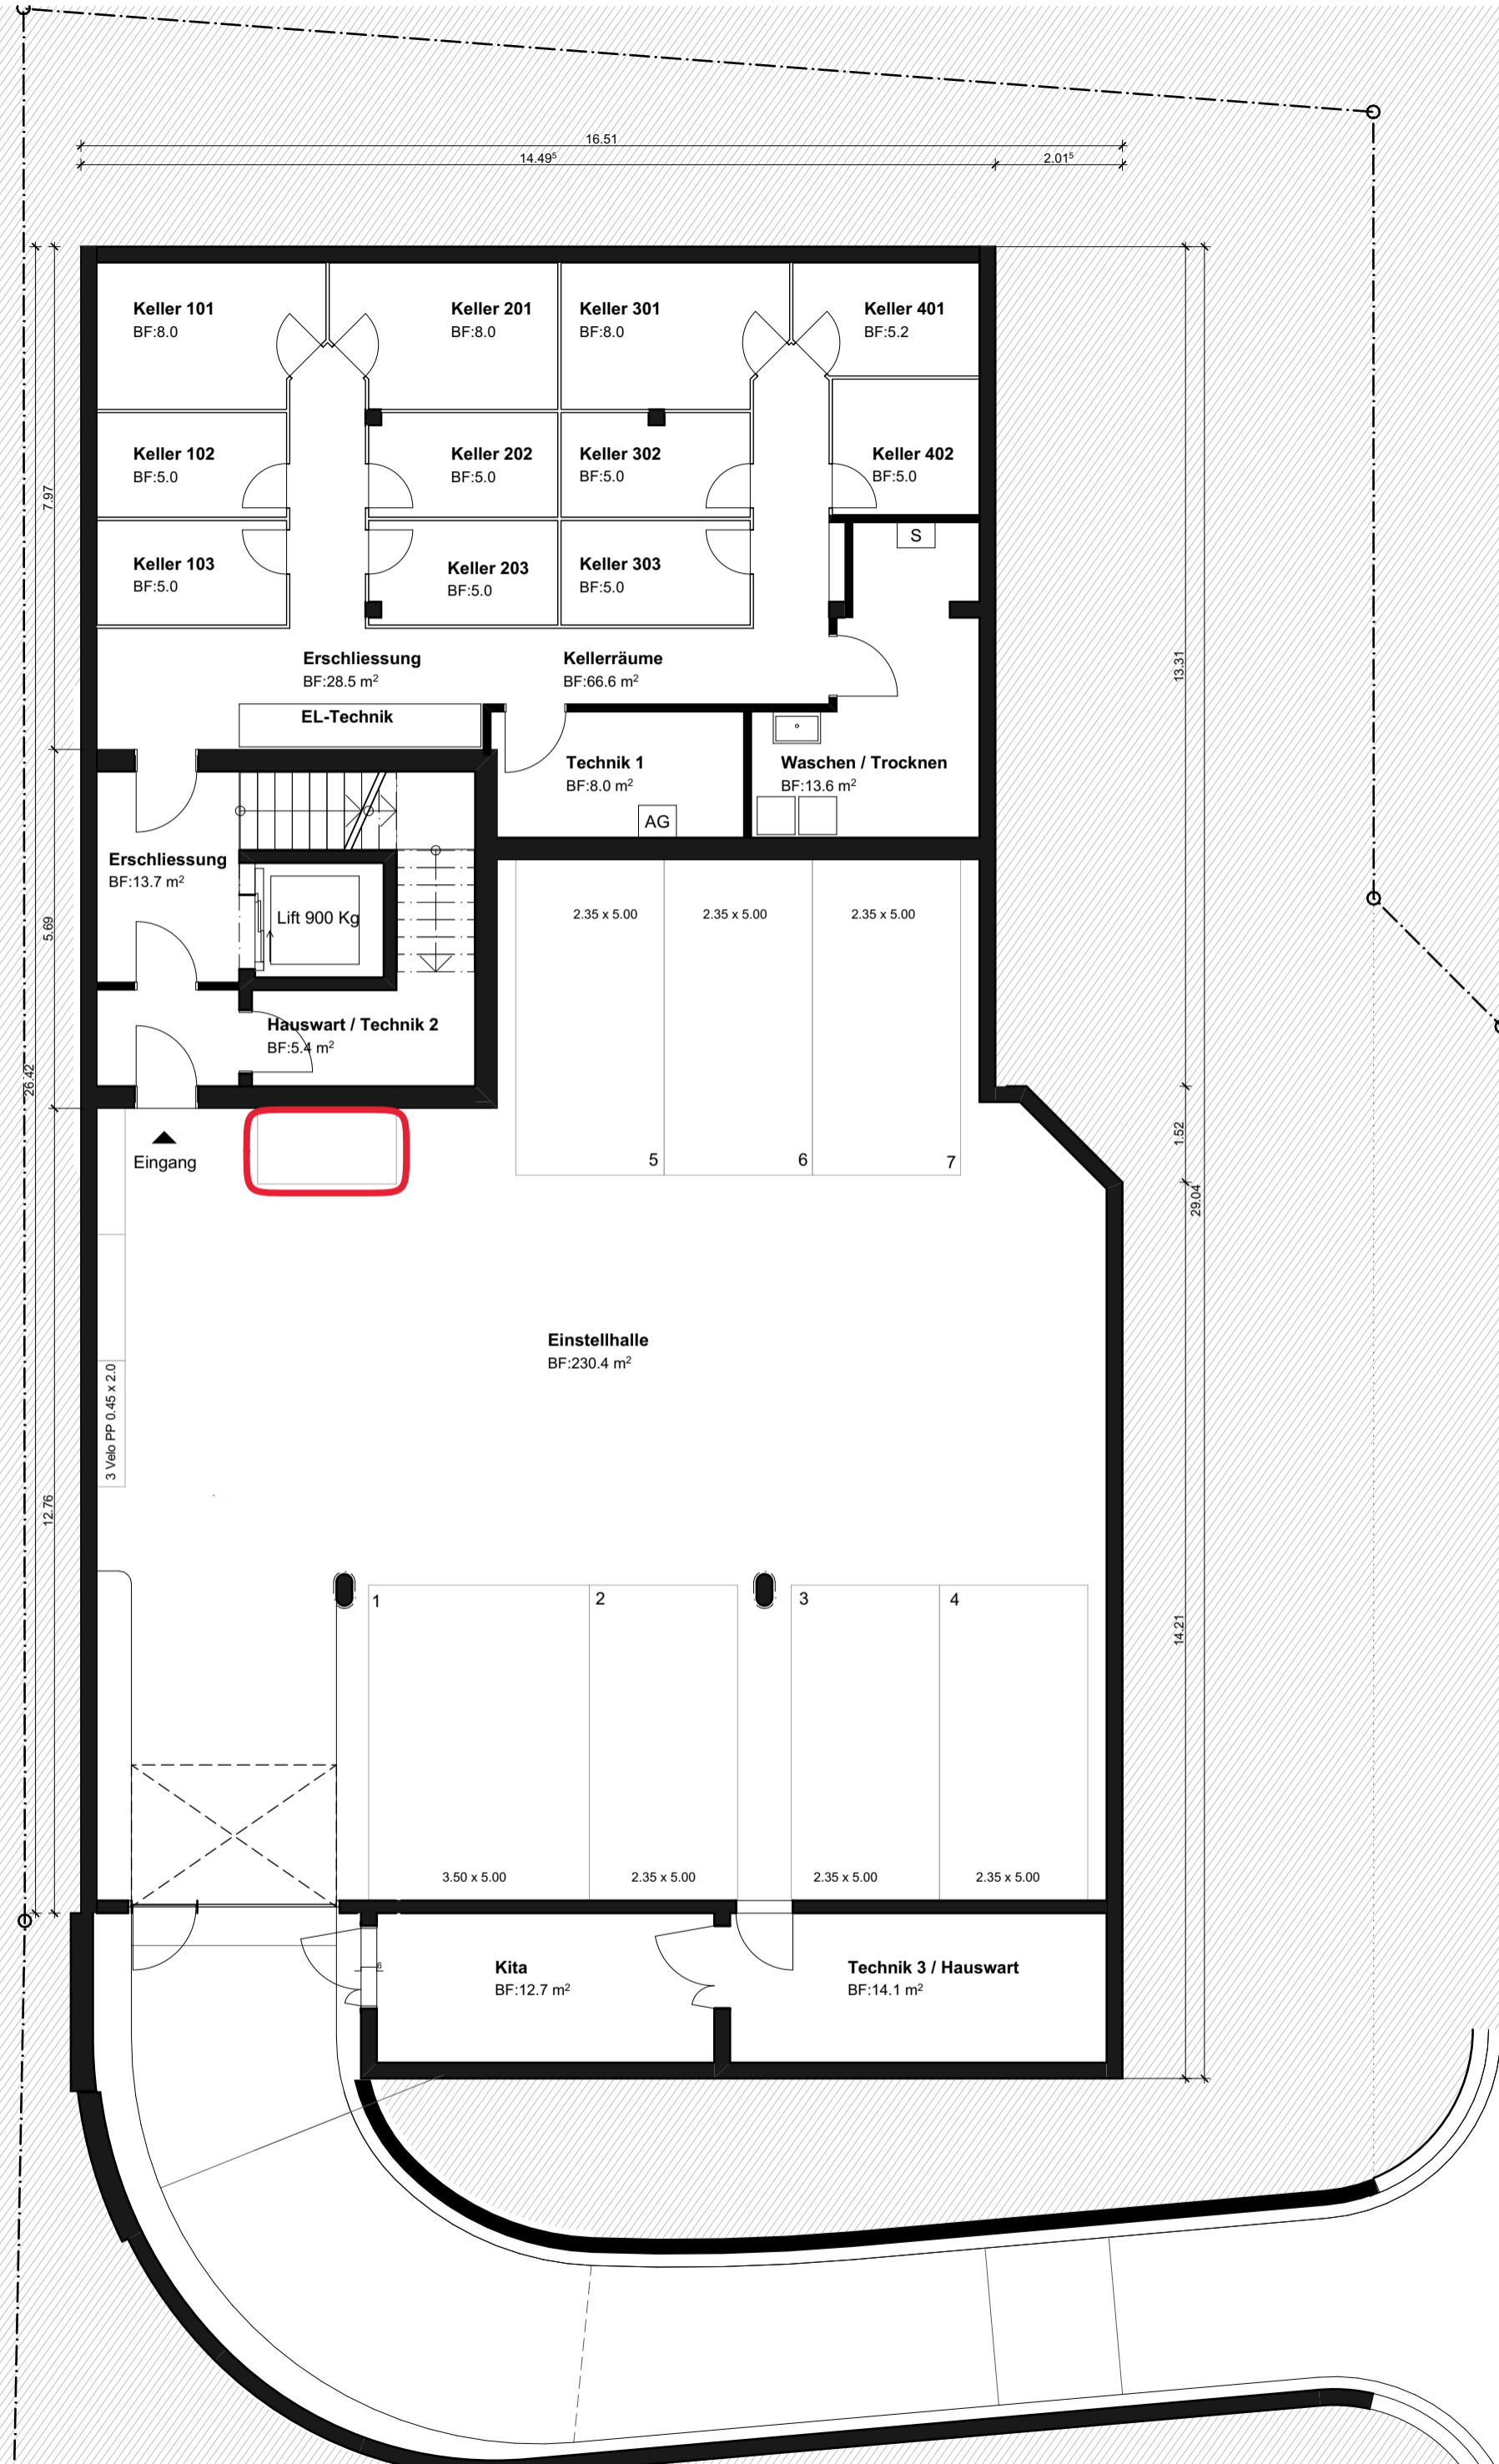 16.51
14.49⁵
2.01⁵
Keller 101
BF:8.0
Keller 201
BF:8.0
Keller 301
BF:8.0
Keller 401
BF:5.2
Keller 102
BF:5.0
Keller 202
BF:5.0
Keller 302
BF:5.0
Keller 402
BF:5.0
7.97
S
Keller 103
BF:5.0
Keller 203
BF:5.0
Keller 303
BF:5.0
Erschliessung
BF:28.5 m²
Kellerräume
BF:66.6 m²
13.31
EL-Technik
Technik 1
BF:8.0 m²
Waschen / Trocknen
BF:13.6 m²
AG
Erschliessung
BF:13.7 m²
Lift 900 Kg
5.69
2.35 x 5.00
2.35 x 5.00
2.35 x 5.00
Hauswart / Technik 2
BF:5.4 m²
26.42
1.52
Eingang
5
6
7
29.04
Einstellhalle
BF:230.4 m²
3 Velo PP 0.45 x 2.0
12.76
1
2
3
4
14.21
3.50 x 5.00
2.35 x 5.00
2.35 x 5.00
2.35 x 5.00
Kita
BF:12.7 m²
6
Technik 3 / Hauswart
BF:14.1 m²